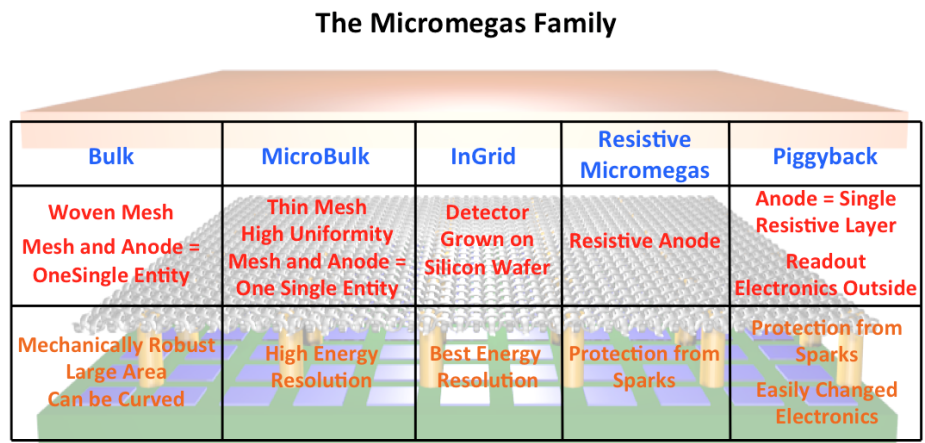 The Micromegas Family
Bulk
MicroBulk
InGrid
Resistive
Micromegas
Piggyback
Woven Mesh
Mesh and Anode =
OneSingle Entity
Thin Mesh
High Uniformity
Mesh and Anode =
One Single Entity
Detector
Grown on
Silicon Wafer
Resistive Anode
Anode = Single
Resistive Layer
Readout
Electronics Outside
Mechanically Robust
Large Area
Can be Curved
High Energy
Resolution
Best Energy
Resolution
Protection from
Sparks
Protection from
Sparks
Easily Changed
Electronics